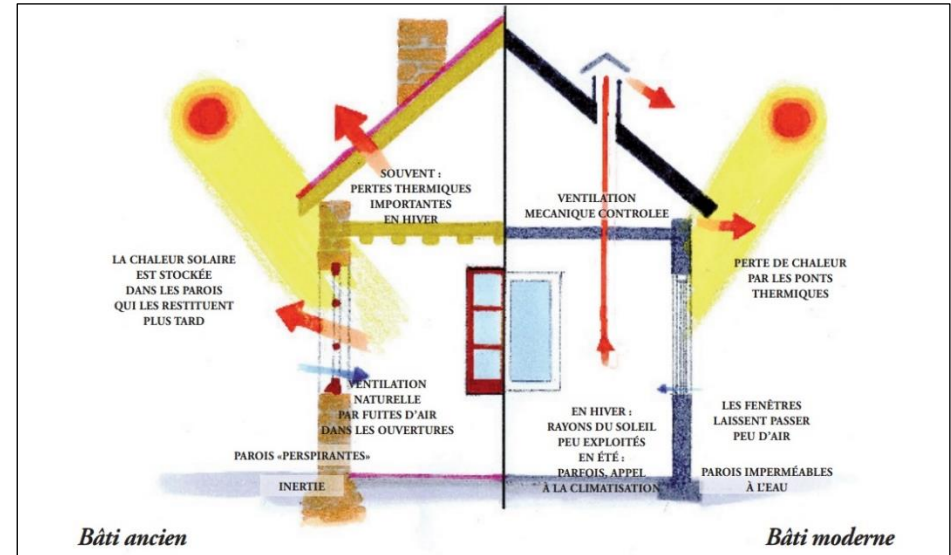 SOUVENT :
PERTES THERMIQUES
IMPORTANTES
EN HIVER
VENTILATION
MECANIQUE CONTROLEE
LA CHALEUR SOLAIRE
EST STOCKÉE
DANS LES PAROIS
QUI LES RESTITUENT
PLUS TARD
PERTE DE CHALEUR
PAR LES PONTS
THERMIQUES
VENTILATION
NATURELLE
PAR FUITES D'AIR
DANS LES OUVERTURES
PAROIS «PERSPIRANTES»
INERTIE
EN HIVER :
RAYONS DU SOLEIL
PEU EXPLOITÉS
EN ÉTÉ :
PARFOIS, APPEL
À LA CLIMATISATION
LES FENÊTRES
LAISSENT PASSER
PEU D'AIR
PAROIS IMPERMÉABLES
À L'EAU
Bâti ancien
Bâti moderne